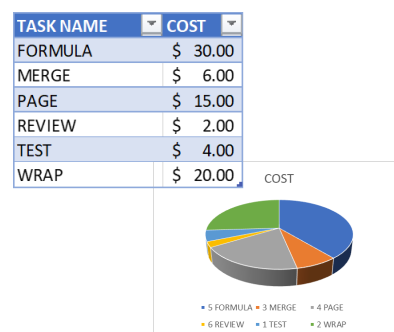 TASK NAME COST
FORMULA $ 30.00
MERGE $ 6.00
PAGE $ 15.00
REVIEW $ 2.00
TEST $ 4.00
WRAP $ 20.00
COST
5 FORMULA 3 MERGE 4 PAGE
6 REVIEW 1 TEST 2 WRAP